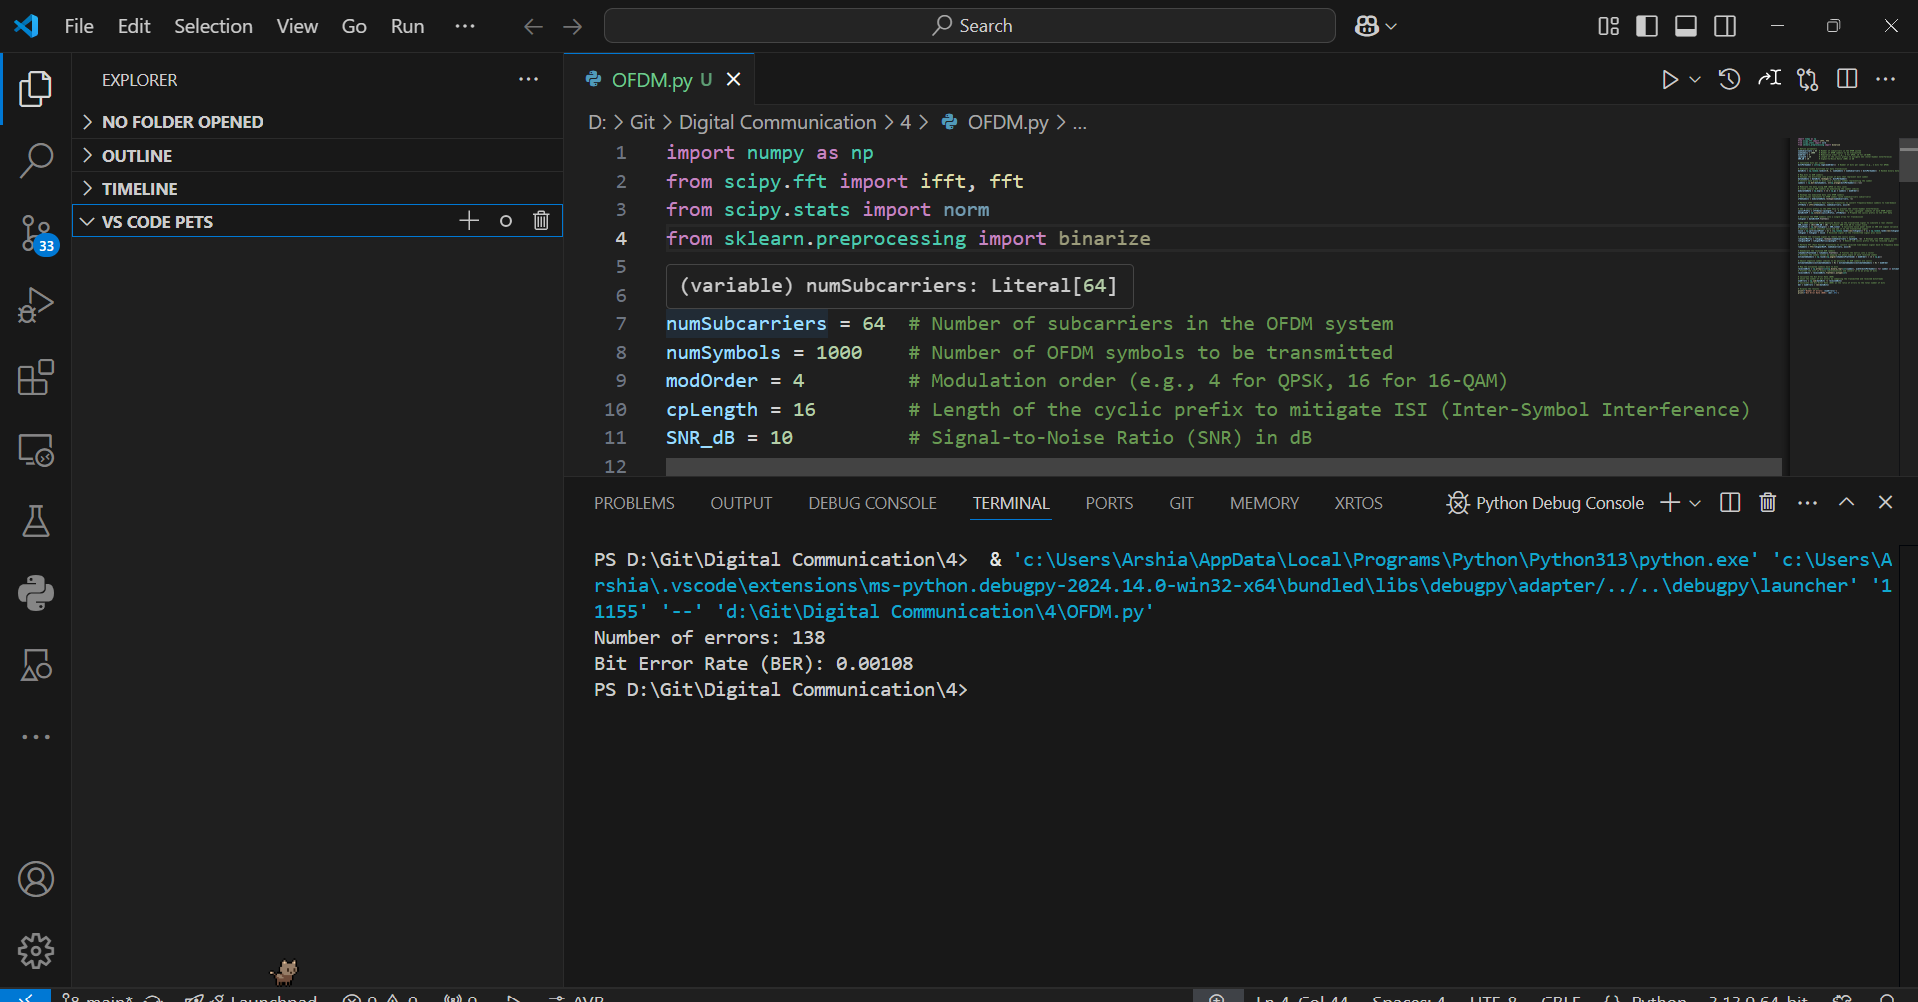 File Edit Selection View Go Run ··· Search
EXPLORER ···
NO FOLDER OPENED
OUTLINE
TIMELINE
VS CODE PETS
33
OFDM.py U
D: > Git > Digital Communication > 4 > OFDM.py > ...
1 import numpy as np
2 from scipy.fft import ifft, fft
3 from scipy.stats import norm
4 from sklearn.preprocessing import binarize
5
(variable) numSubcarriers: Literal[64]
6
7 numSubcarriers = 64 # Number of subcarriers in the OFDM system
8 numSymbols = 1000 # Number of OFDM symbols to be transmitted
9 modOrder = 4 # Modulation order (e.g., 4 for QPSK, 16 for 16-QAM)
10 cpLength = 16 # Length of the cyclic prefix to mitigate ISI (Inter-Symbol Interference)
11 SNR_dB = 10 # Signal-to-Noise Ratio (SNR) in dB
12
PROBLEMS OUTPUT DEBUG CONSOLE TERMINAL PORTS GIT MEMORY XRTOS Python Debug Console
PS D:\Git\Digital Communication\4> & 'c:\Users\Arshia\AppData\Local\Programs\Python\Python313\python.exe' 'c:\Users\A
rshia\.vscode\extensions\ms-python.debugpy-2024.14.0-win32-x64\bundled\libs\debugpy\adapter/../..\debugpy\launcher' '1
1155' '--' 'd:\Git\Digital Communication\4\OFDM.py'
Number of errors: 138
Bit Error Rate (BER): 0.00108
PS D:\Git\Digital Communication\4>
main* Launchpad 0 0 0 AVR Ln 4, Col 44 Spaces: 4 UTF-8 CRLF {} Python 3.13.0 64-bit